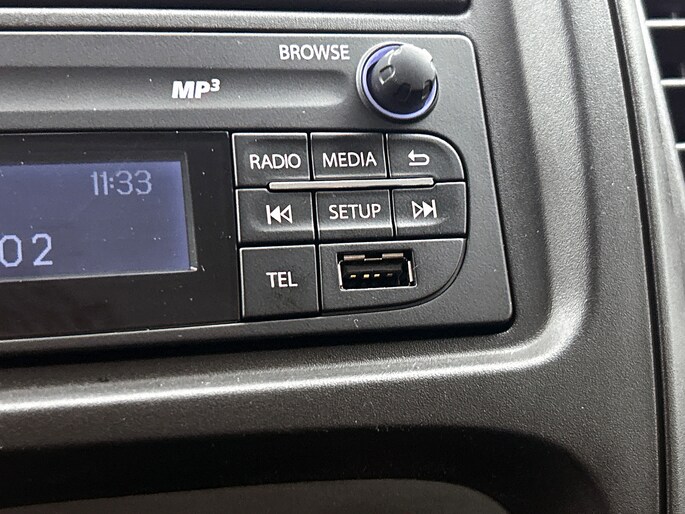 BROWSE
MP3
RADIO MEDIA
11:33
SETUP
02
TEL